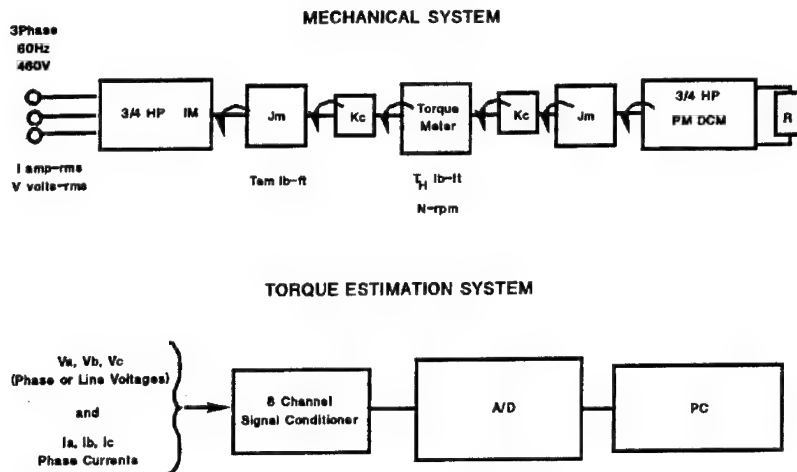 MECHANICAL SYSTEM
3Phase
60Hz
460V
3/4 HP IM
Jm
Kc
Torque
Meter
Kc
Jm
3/4 HP
PM DCM
R
I amp-rms
V volts-rms
Tem lb-ft
TH lb-ft
N-rpm
TORQUE ESTIMATION SYSTEM
Va, Vb, Vc
(Phase or Line Voltages)
and
Ia, Ib, Ic
Phase Currents
8 Channel
Signal Conditioner
A/D
PC